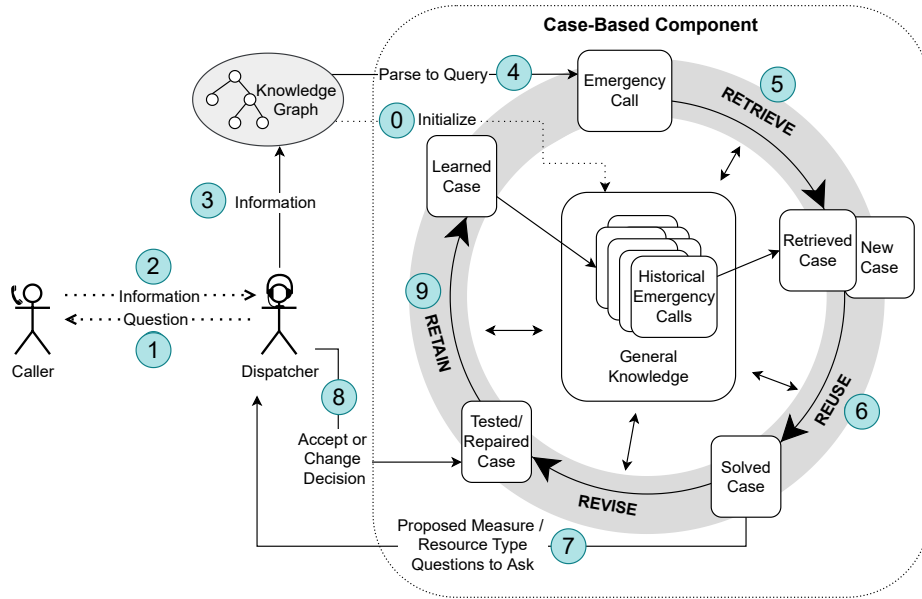 Case-Based Component
Knowledge
Graph
Parse to Query
4
Emergency
Call
5
RETRIEVE
0
Initialize
Learned
Case
3
Information
Retrieved
Case
New
Case
Historical
Emergency
Calls
General
Knowledge
2
Information
Question
1
Caller
Dispatcher
9
RETAIN
8
Accept or
Change
Decision
Tested/
Repaired
Case
REUSE
6
Solved
Case
REVISE
Proposed Measure /
Resource Type
Questions to Ask
7